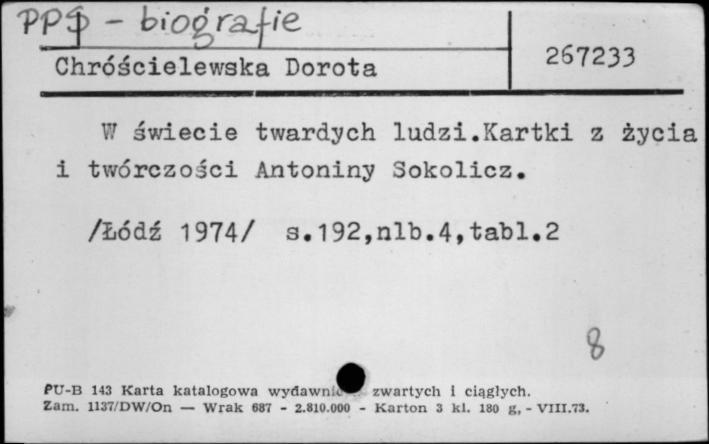 PPS - biografie
267233
Chróścielewska Dorota
W świecie twardych ludzi.Kartki z życia
i twórczości Antoniny Sokolicz.
/Łódź 1974/ s.192,nlb.4,tabl.2
8
PU-B 143 Karta katalogowa zwartych i ciągłych.
Zam. 1137/DW/On — Wrak 687 - 2.810.000 - Karton 3 kl. 180 g, - VIII.73.